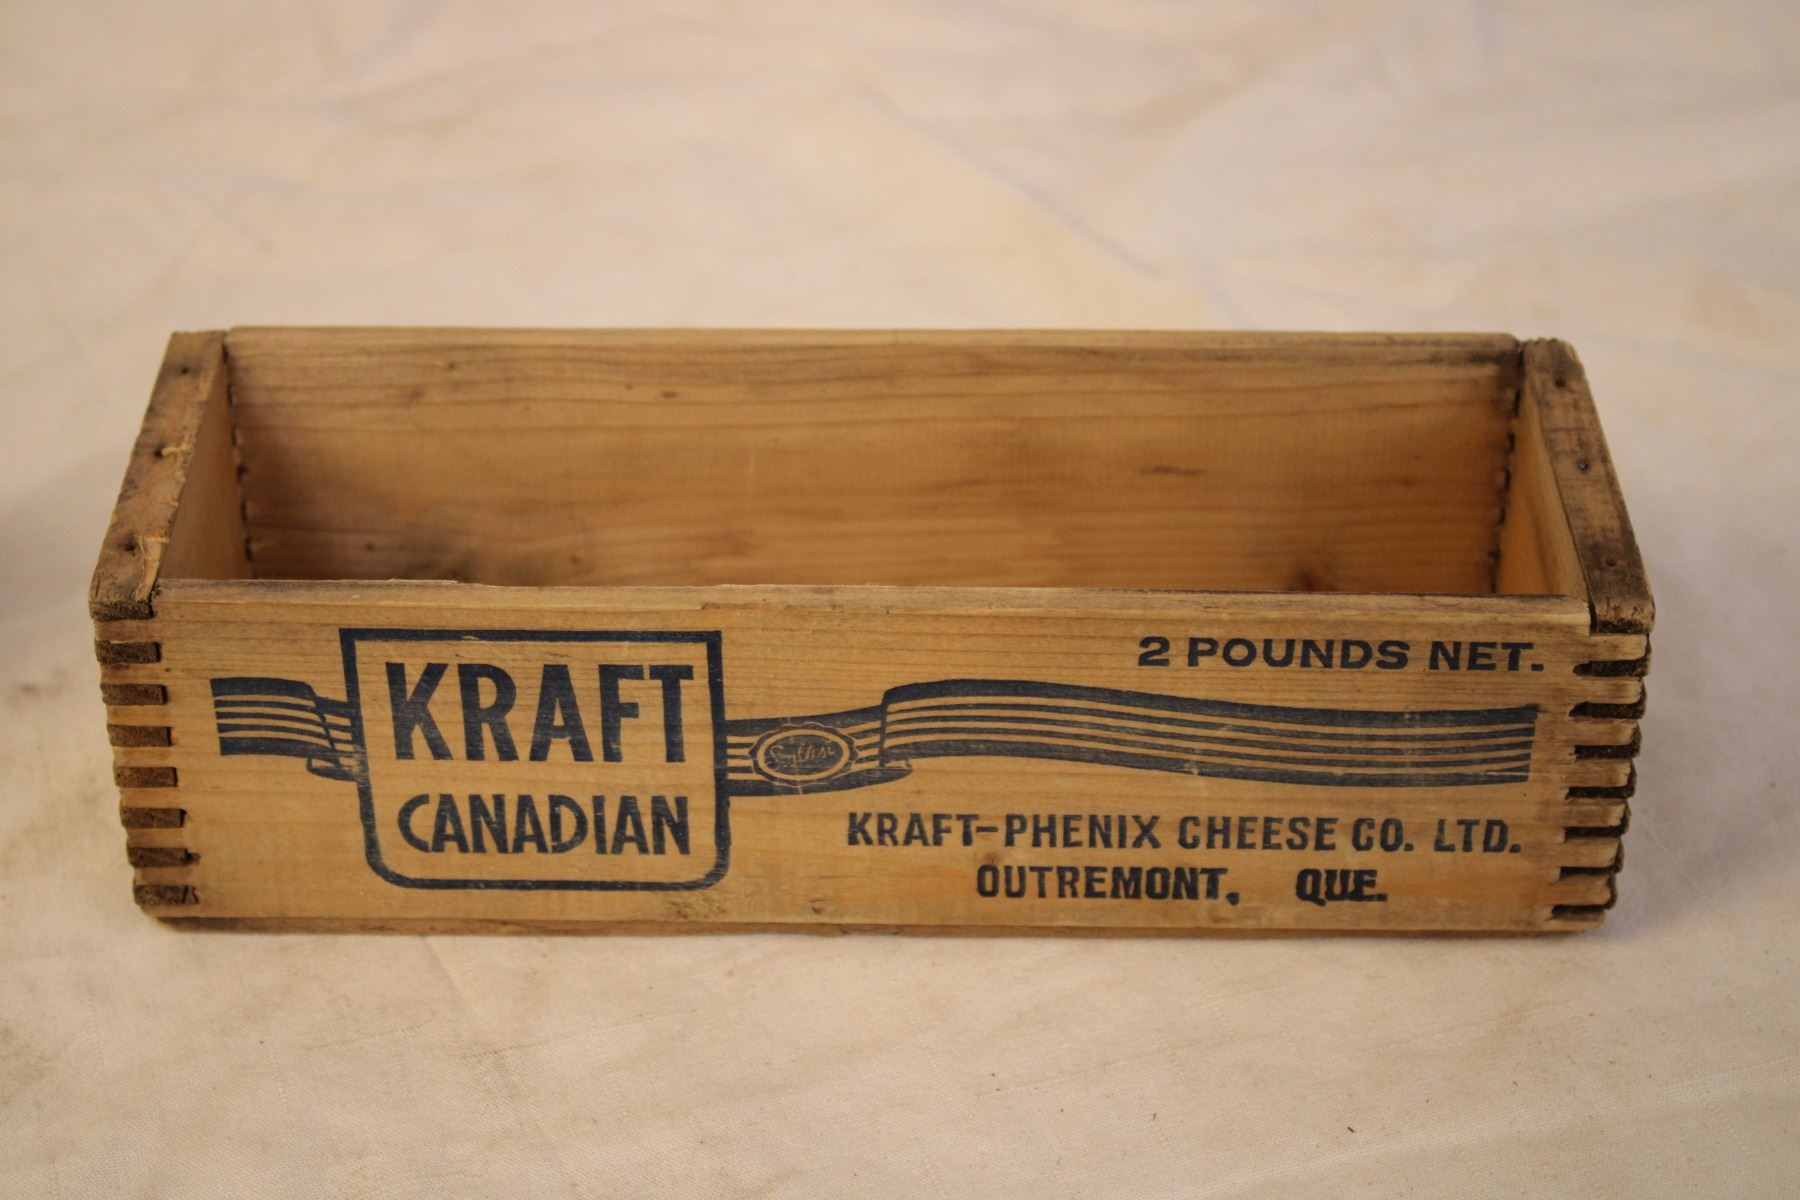 KRAFT
CANADIAN
2 POUNDS NET.
KRAFT-PHENIX CHEESE CO. LTD.
OUTREMONT, QUE.